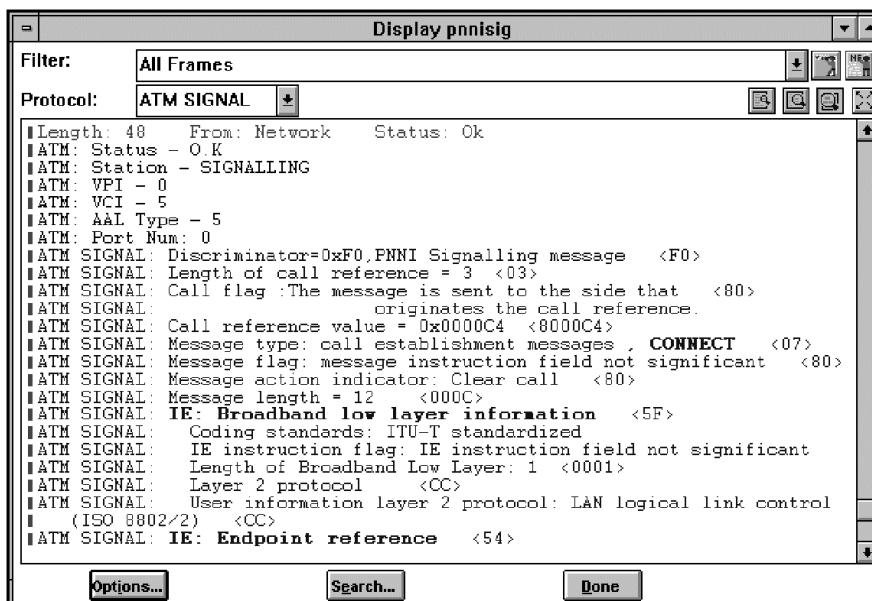 Display pnnisig
Filter:
All Frames
Protocol:
ATM SIGNAL
Length: 48 From: Network Status: Ok
ATM: Status - O.K
ATM: Station - SIGNALLING
ATM: VPI - 0
ATM: VCI - 5
ATM: AAL Type - 5
ATM: Port Num: 0
ATM SIGNAL: Discriminator=0xF0,PNNI Signalling message <F0>
ATM SIGNAL: Length of call reference = 3 <03>
ATM SIGNAL: Call flag :The message is sent to the side that <80>
ATM SIGNAL: originates the call reference.
ATM SIGNAL: Call reference value = 0x0000C4 <8000C4>
ATM SIGNAL: Message type: call establishment messages , CONNECT <07>
ATM SIGNAL: Message flag: message instruction field not significant <80>
ATM SIGNAL: Message action indicator: Clear call <80>
ATM SIGNAL: Message length = 12 <000C>
ATM SIGNAL: IE: Broadband low layer information <5F>
ATM SIGNAL: Coding standards: ITU-T standardized
ATM SIGNAL: IE instruction flag: IE instruction field not significant
ATM SIGNAL: Length of Broadband Low Layer: 1 <0001>
ATM SIGNAL: Layer 2 protocol <CC>
ATM SIGNAL: User information layer 2 protocol: LAN logical link control
(ISO 8802/2) <CC>
ATM SIGNAL: IE: Endpoint reference <54>
Options...
Search...
Done